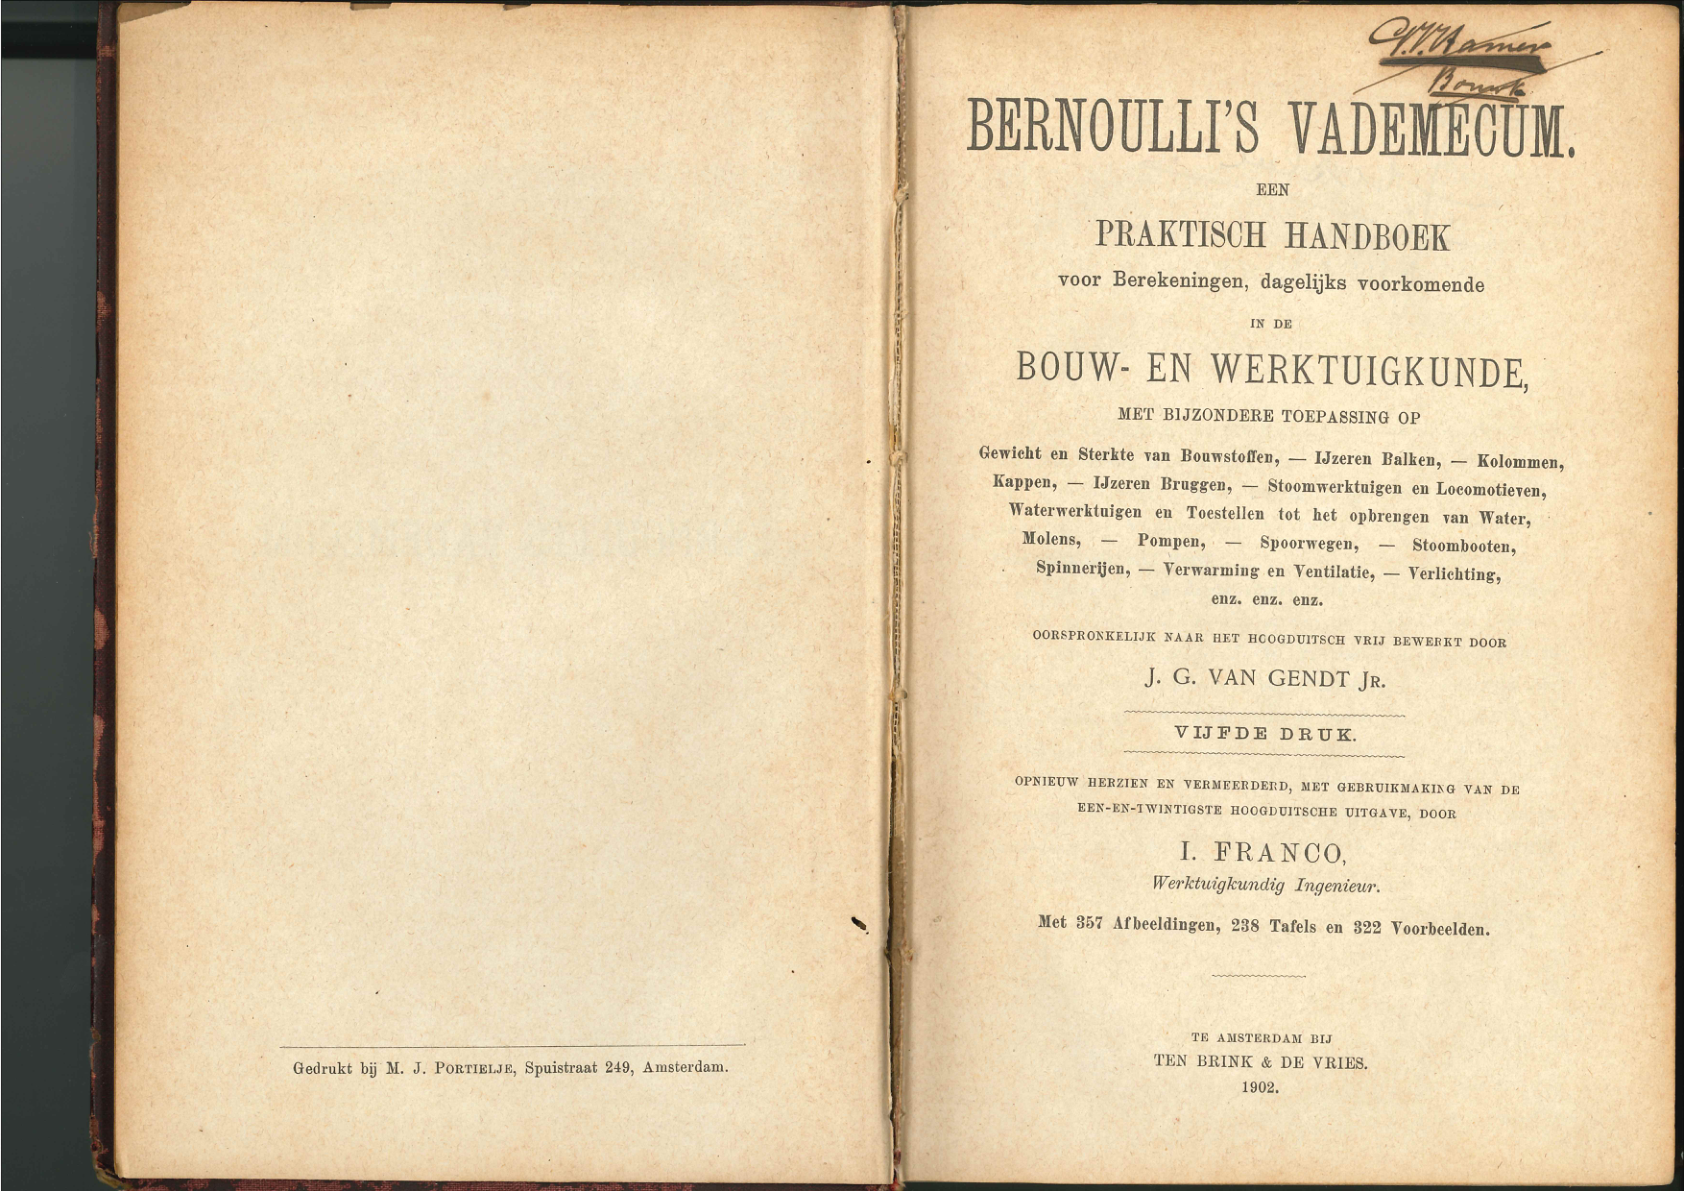 Gedrukt bij M. J. PORTIELJE, Spuistraat 249, Amsterdam.
BERNOULLI'S VADEMECUM.
EEN
PRAKTISCH HANDBOEK
voor Berekeningen, dagelijks voorkomende
IN DE
BOUW- EN WERKTUIGKUNDE,
MET BIJZONDERE TOEPASSING OP
Gewicht en Sterkte van Bouwstoffen, — IJzeren Balken, — Kolommen,
Kappen, — IJzeren Bruggen, — Stoomwerktuigen en Locomotieven,
Waterwerktuigen en Toestellen tot het opbrengen van Water,
Molens, — Pompen, — Spoorwegen, — Stoombooten,
Spinnerijen, — Verwarming en Ventilatie, — Verlichting,
enz. enz. enz.
OORSPRONKELIJK NAAR HET HOOGDUITSCH VRIJ BEWERKT DOOR
J. G. VAN GENDT JR.
VIJFDE DRUK.
OPNIEUW HERZIEN EN VERMEERDERD, MET GEBRUIKMAKING VAN DE
EEN-EN-TWINTIGSTE HOOGDUITSCHE UITGAVE, DOOR
I. FRANCO,
Werktuigkundig Ingenieur.
Met 357 Afbeeldingen, 238 Tafels en 322 Voorbeelden.
TE AMSTERDAM BIJ
TEN BRINK & DE VRIES.
1902.